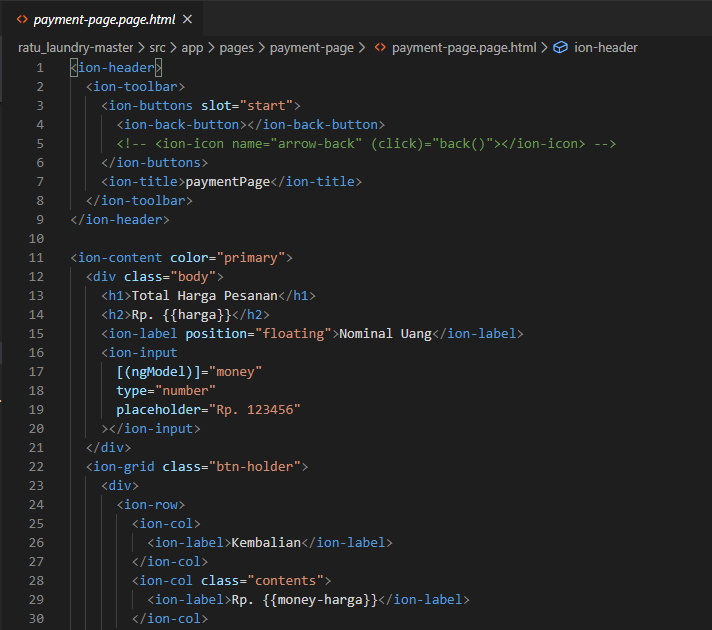 payment-page.page.html
ratu_laundry-master > src > app > pages > payment-page > payment-page.page.html > ion-header
1 <ion-header>
2   <ion-toolbar>
3     <ion-buttons slot="start">
4       <ion-back-button></ion-back-button>
5       <!-- <ion-icon name="arrow-back" (click)="back()"></ion-icon> -->
6     </ion-buttons>
7     <ion-title>paymentPage</ion-title>
8   </ion-toolbar>
9 </ion-header>
10
11 <ion-content color="primary">
12   <div class="body">
13     <h1>Total Harga Pesanan</h1>
14     <h2>Rp. {{harga}}</h2>
15     <ion-label position="floating">Nominal Uang</ion-label>
16     <ion-input
17       [(ngModel)]="money"
18       type="number"
19       placeholder="Rp. 123456"
20     ></ion-input>
21   </div>
22   <ion-grid class="btn-holder">
23     <div>
24       <ion-row>
25         <ion-col>
26           <ion-label>Kembalian</ion-label>
27         </ion-col>
28         <ion-col class="contents">
29           <ion-label>Rp. {{money-harga}}</ion-label>
30         </ion-col>